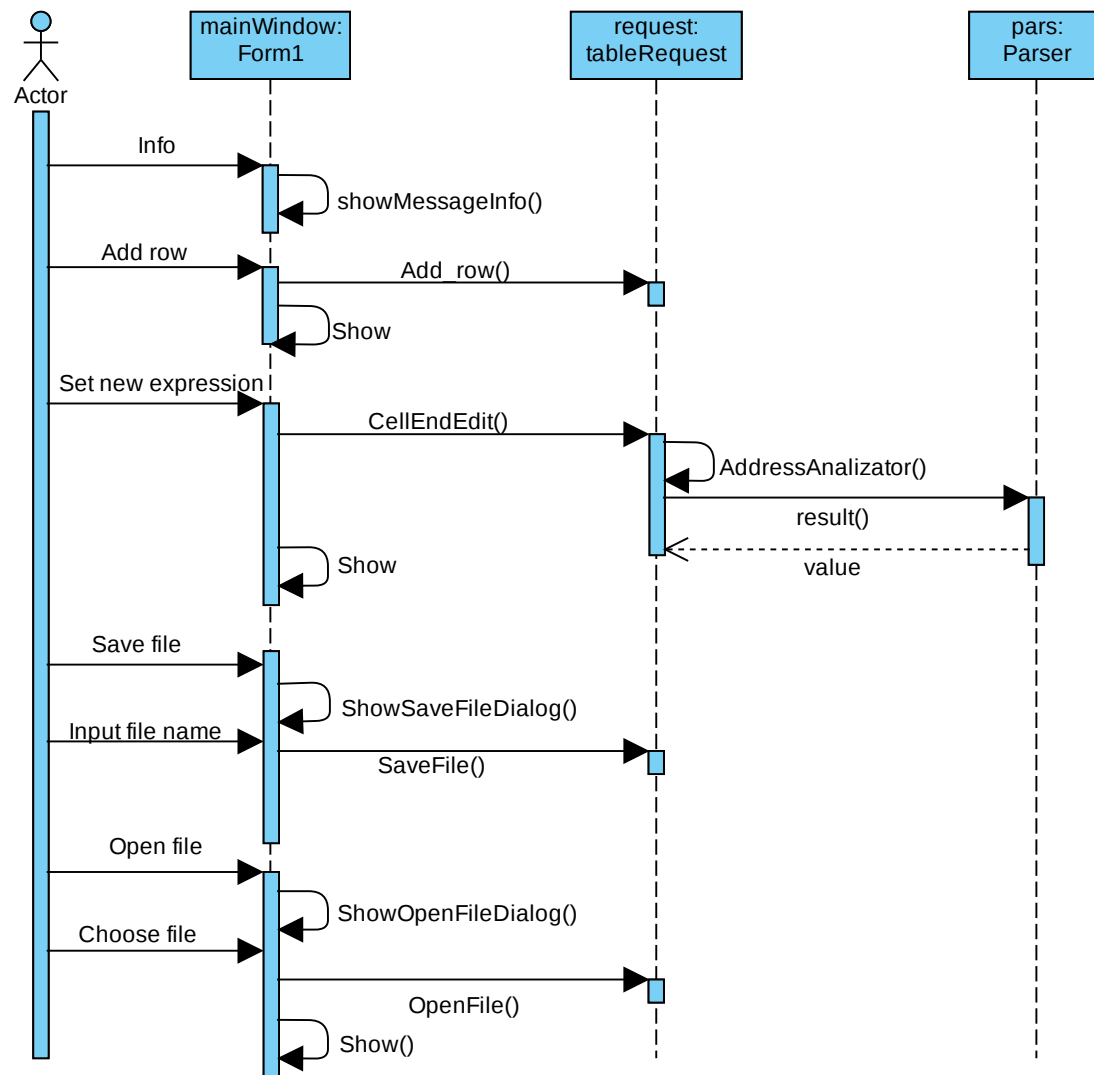 mainWindow:
Form1
request:
tableRequest
pars:
Parser
Actor
Info
showMessageInfo()
Add row
Add_row()
Show
Set new expression
CellEndEdit()
AddressAnalizator()
result()
value
Show
Save file
ShowSaveFileDialog()
Input file name
SaveFile()
Open file
ShowOpenFileDialog()
Choose file
OpenFile()
Show()